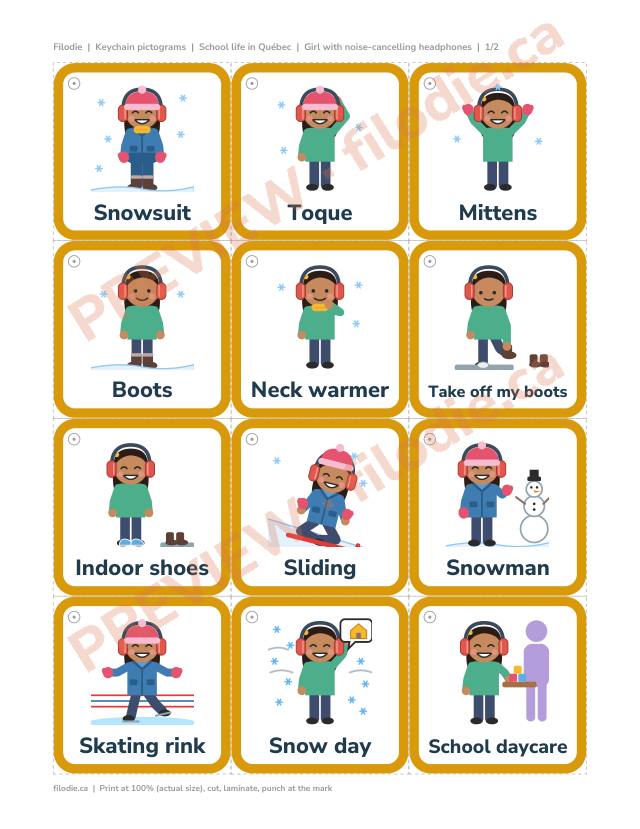 Filodie | Keychain pictograms | School life in Québec | Girl with noise-cancelling headphones | 1/2
Snowsuit
Toque
Mittens
Boots
Neck warmer
Take off my boots
Indoor shoes
Sliding
Snowman
Skating rink
Snow day
School daycare
PREVIEW · filodie.ca
PREVIEW · filodie.ca
filodie.ca | Print at 100% (actual size), cut, laminate, punch at the mark